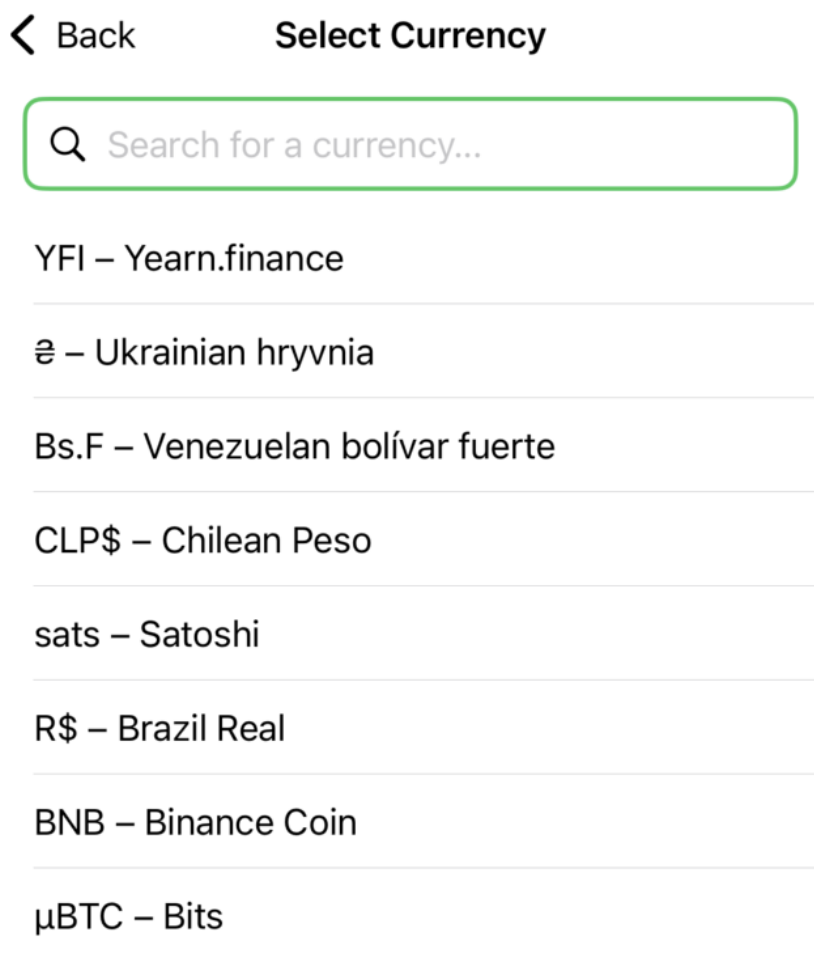 Back
Select Currency
Search for a currency...
YFI – Yearn.finance
₴ – Ukrainian hryvnia
Bs.F – Venezuelan bolívar fuerte
CLP$ – Chilean Peso
sats – Satoshi
R$ – Brazil Real
BNB – Binance Coin
μBTC – Bits